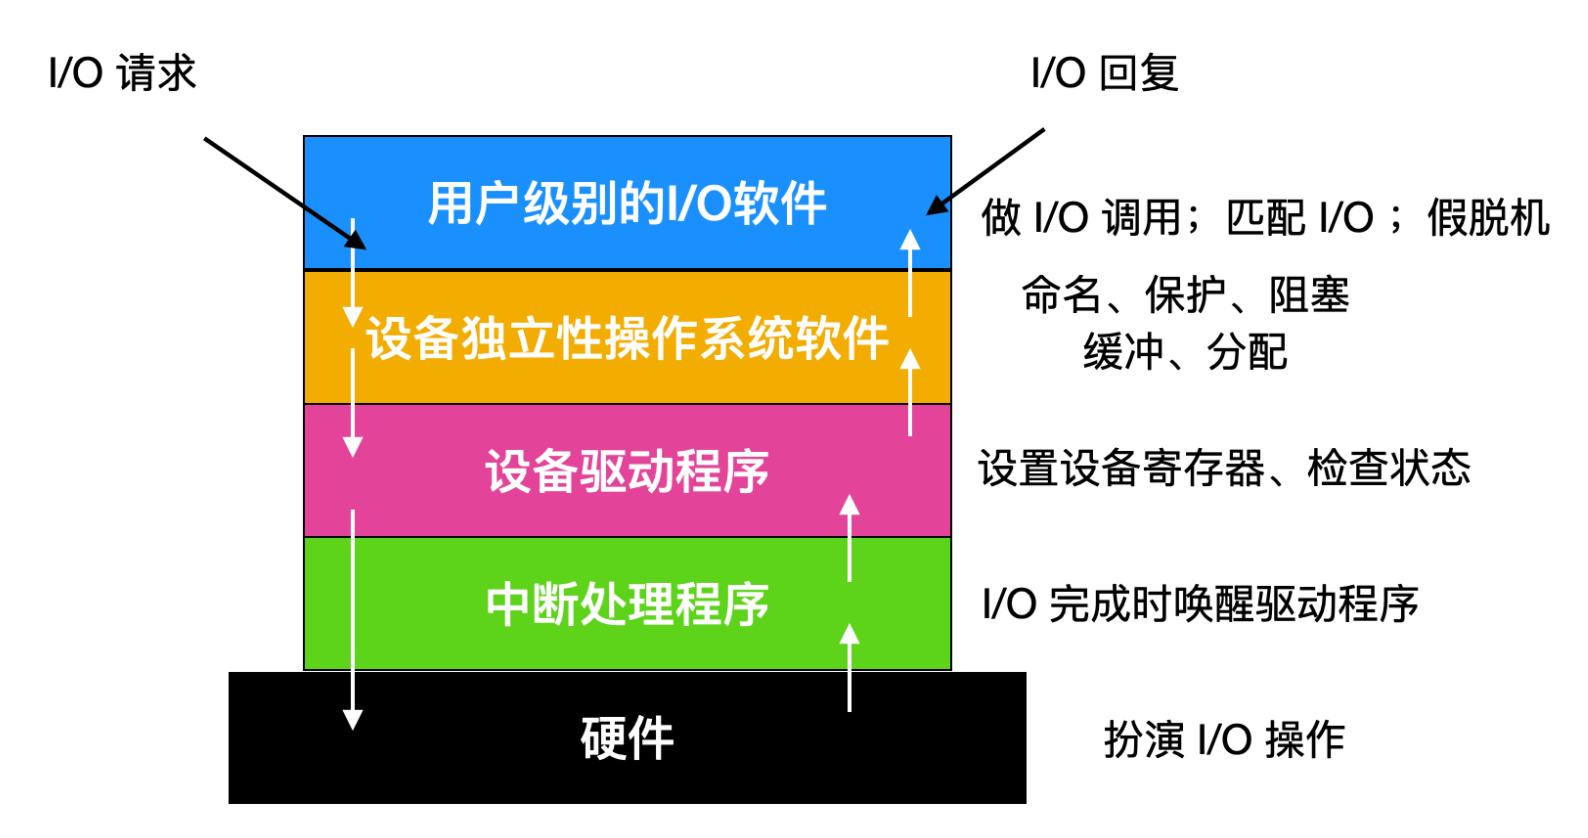 I/O 请求
I/O 回复
用户级别的I/O软件
做 I/O 调用；匹配 I/O ；假脱机
设备独立性操作系统软件
命名、保护、阻塞
缓冲、分配
设备驱动程序
设置设备寄存器、检查状态
中断处理程序
I/O 完成时唤醒驱动程序
硬件
扮演 I/O 操作